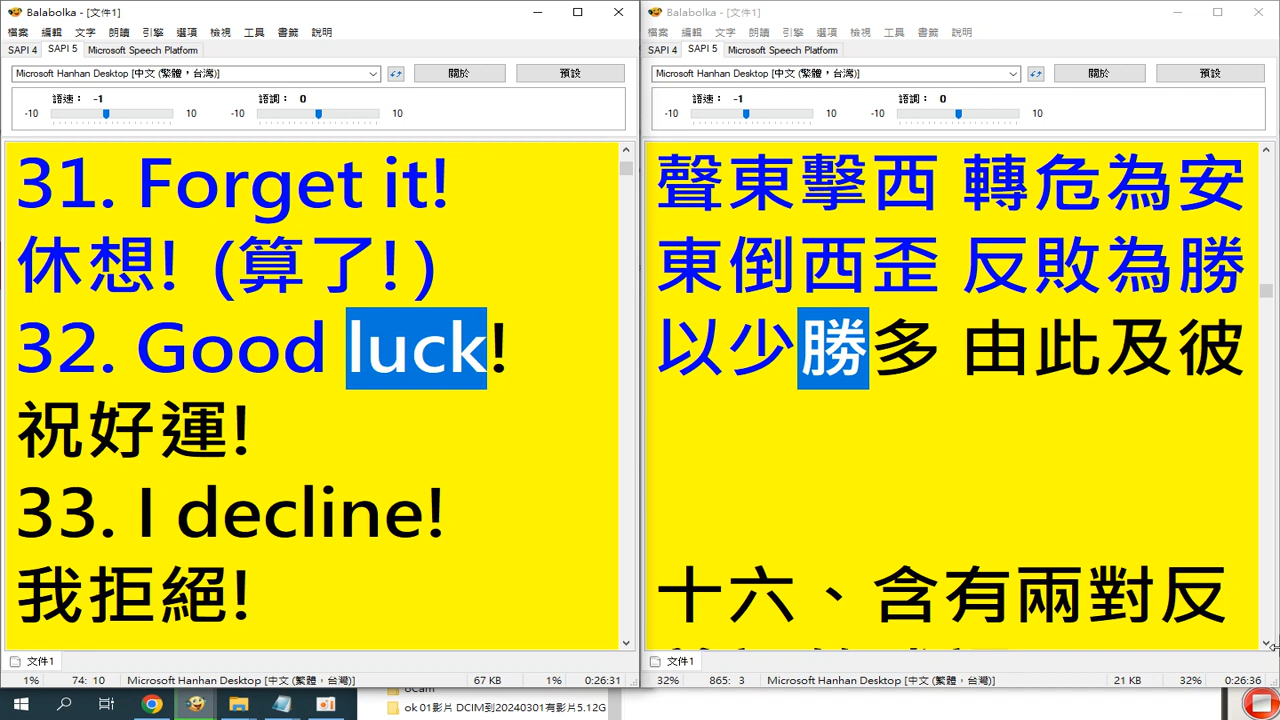 Balabolka - [文件1]
檔案 編輯 文字 朗讀 引擎 選項 檢視 工具 書籤 說明
SAPI 4 SAPI 5 Microsoft Speech Platform
Microsoft Hanhan Desktop [中文 (繁體，台灣)]
關於 預設
語速： -1 語調： 0
-10 10 -10 10
31. Forget it!
休想! (算了!)
32. Good luck!
祝好運!
33. I decline!
我拒絕!
文件1
1% 74: 10 Microsoft Hanhan Desktop [中文 (繁體，台灣)] 67 KB 1% 0:26:31
Balabolka - [文件1]
檔案 編輯 文字 朗讀 引擎 選項 檢視 工具 書籤 說明
SAPI 4 SAPI 5 Microsoft Speech Platform
Microsoft Hanhan Desktop [中文 (繁體，台灣)]
關於 預設
語速： -1 語調： 0
-10 10 -10 10
聲東擊西 轉危為安
東倒西歪 反敗為勝
以少勝多 由此及彼
十六、含有兩對反
文件1
32% 865: 3 Microsoft Hanhan Desktop [中文 (繁體，台灣)] 21 KB 32% 0:26:36
oCam
ok 01影片 DCIM到20240301有影片5.12G